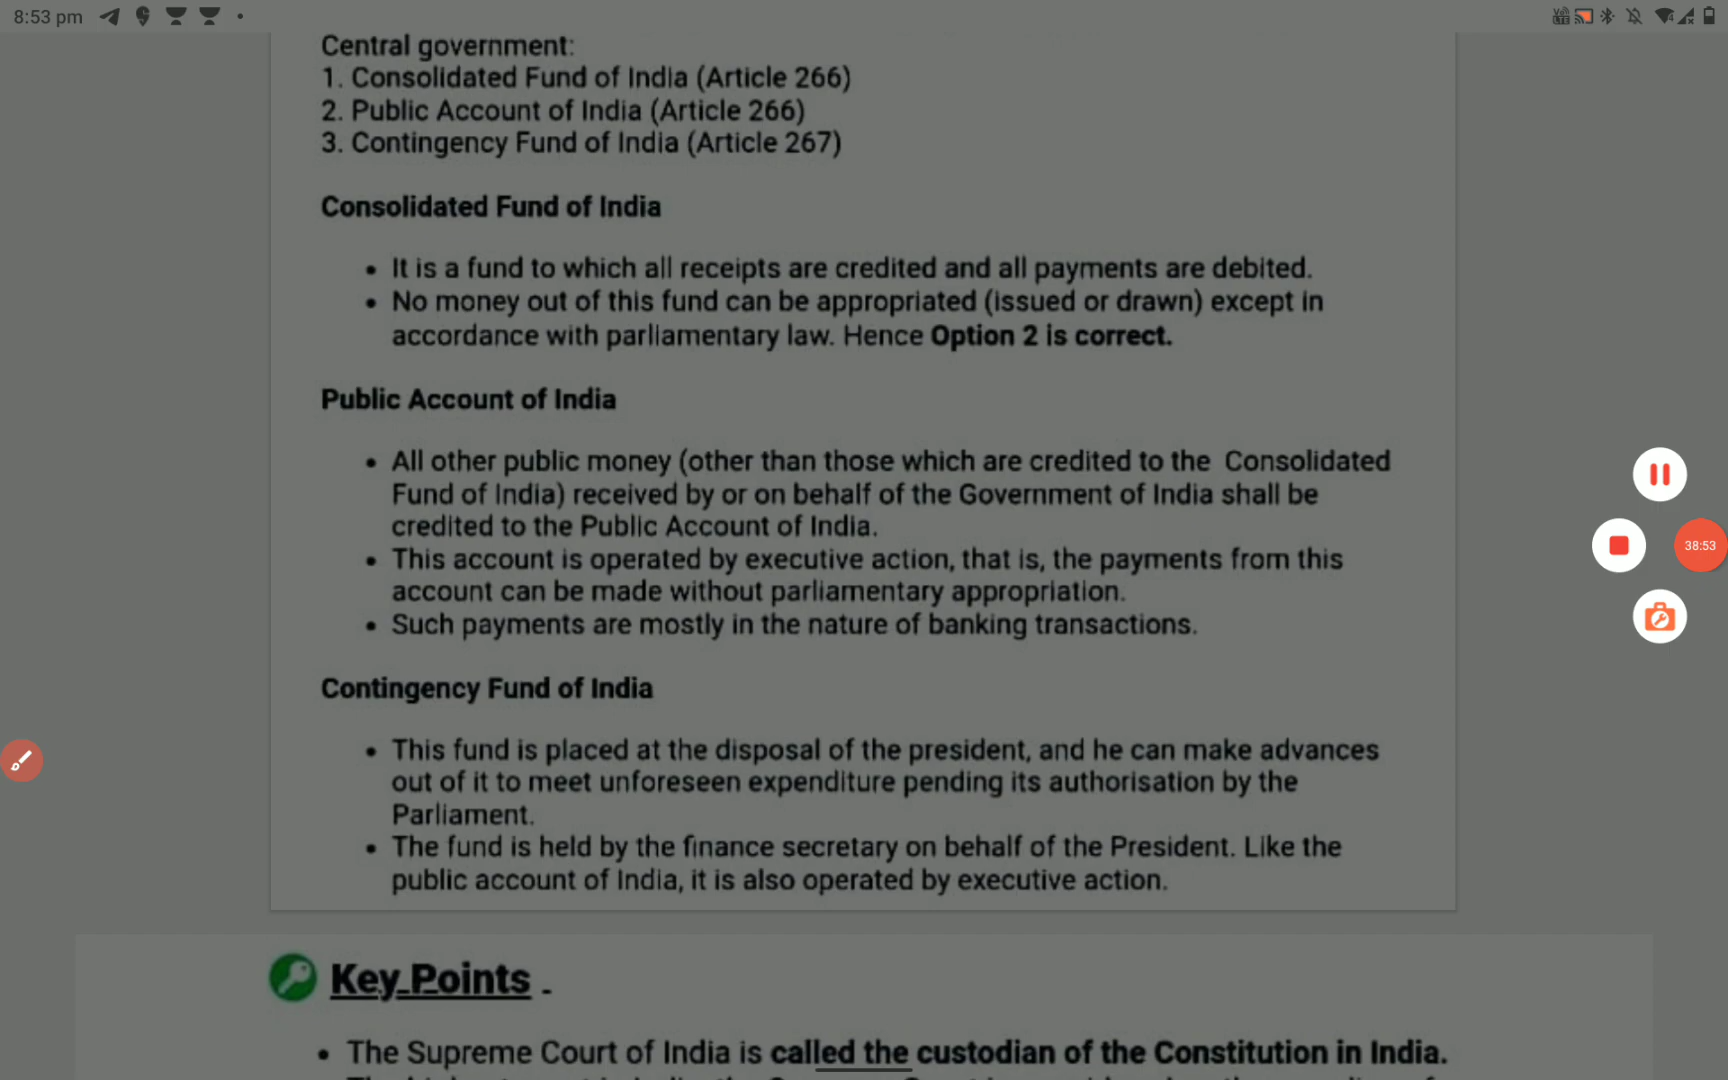 8:53 pm
Central government:
1. Consolidated Fund of India (Article 266)
2. Public Account of India (Article 266)
3. Contingency Fund of India (Article 267)
Consolidated Fund of India
• It is a fund to which all receipts are credited and all payments are debited.
• No money out of this fund can be appropriated (issued or drawn) except in
accordance with parliamentary law. Hence Option 2 is correct.
Public Account of India
• All other public money (other than those which are credited to the Consolidated
Fund of India) received by or on behalf of the Government of India shall be
credited to the Public Account of India.
• This account is operated by executive action, that is, the payments from this
account can be made without parliamentary appropriation.
• Such payments are mostly in the nature of banking transactions.
38:53
Contingency Fund of India
• This fund is placed at the disposal of the president, and he can make advances
out of it to meet unforeseen expenditure pending its authorisation by the
Parliament.
• The fund is held by the finance secretary on behalf of the President. Like the
public account of India, it is also operated by executive action.
Key Points
• The Supreme Court of India is called the custodian of the Constitution in India.